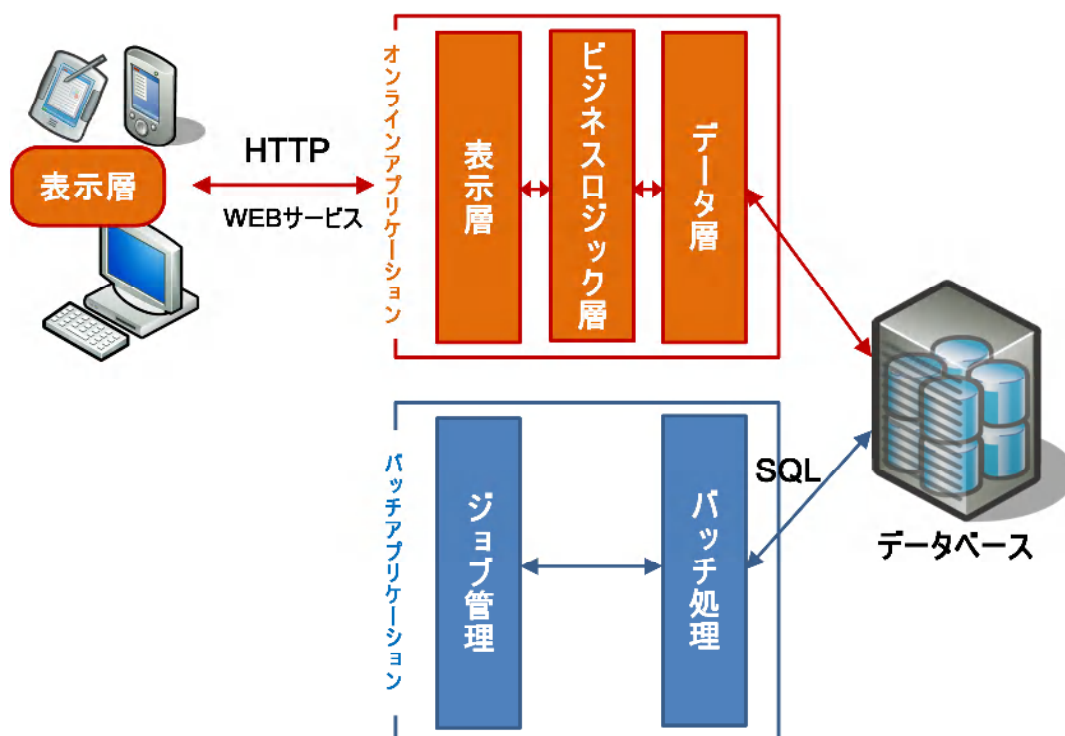 表示層
HTTP
WEBサービス
オンラインアプリケーション
表示層
ビジネスロジック層
データ層
バッチアプリケーション
ジョブ管理
バッチ処理
SQL
データベース